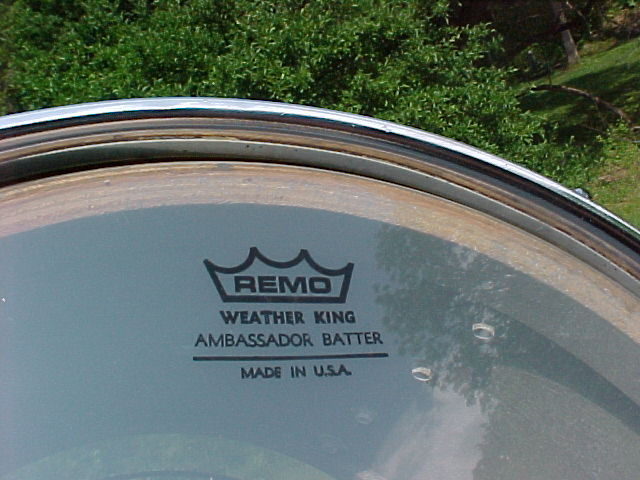 REMO
WEATHER KING
AMBASSADOR BATTER
MADE IN U.S.A.